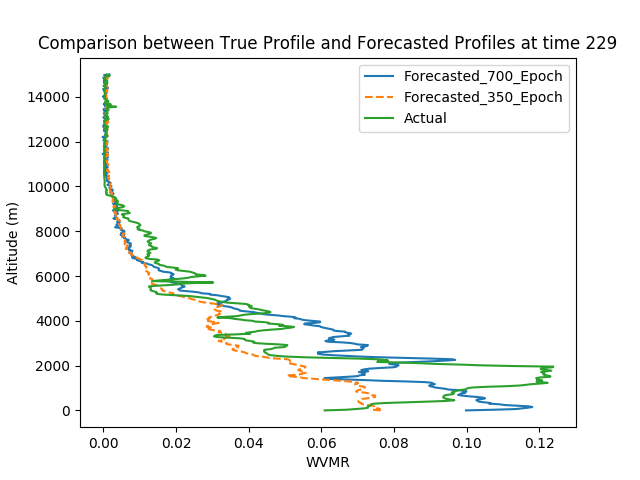 Comparison between True Profile and Forecasted Profiles at time 229
Forecasted_700_Epoch
Forecasted_350_Epoch
Actual
Altitude (m)
14000
12000
10000
8000
6000
4000
2000
0
0.00 0.02 0.04 0.06 0.08 0.10 0.12
WVMR